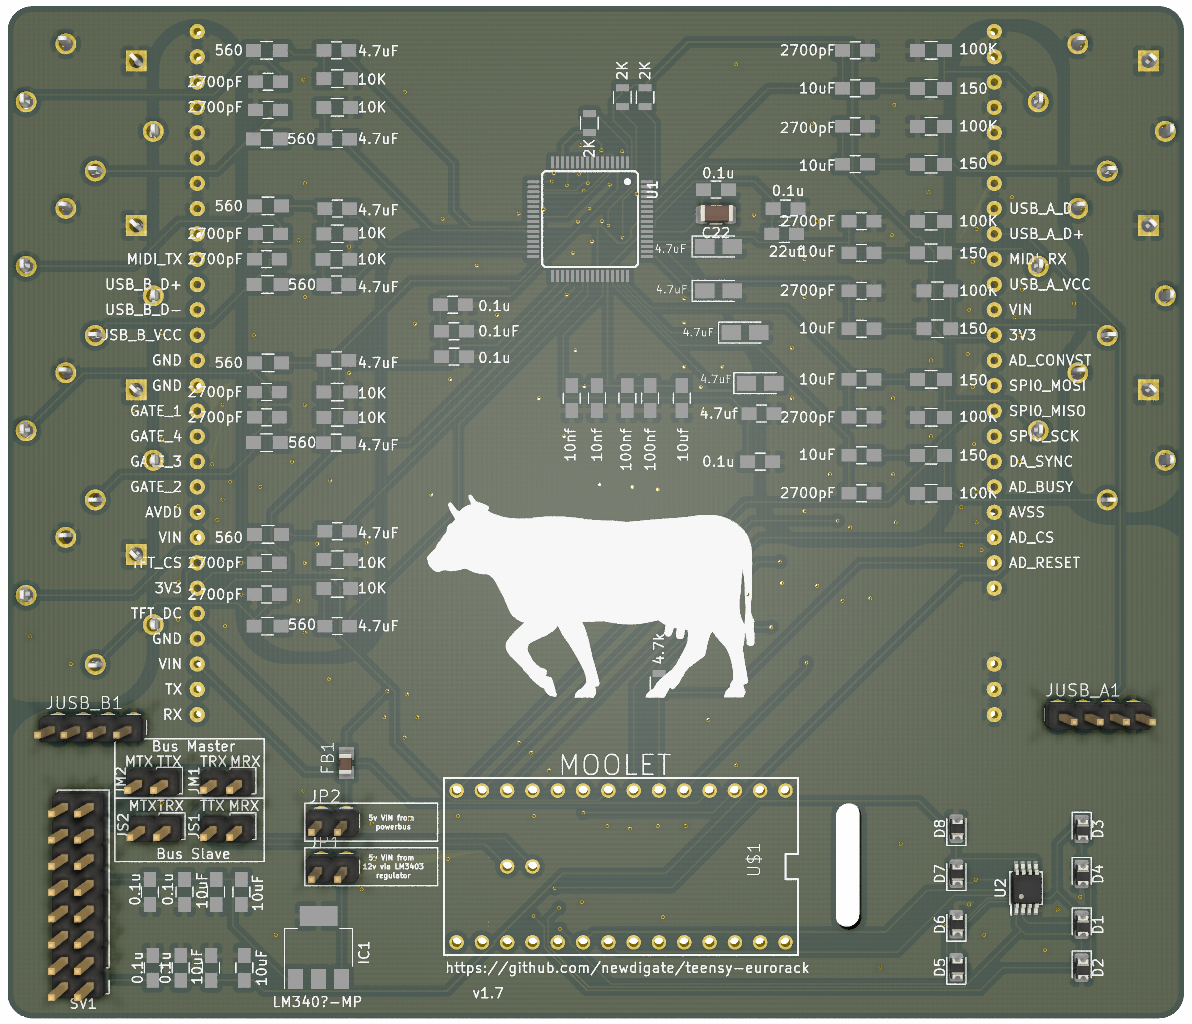 560
4.7uF
2700pF
10K
2700pF
10K
560
4.7uF
560
4.7uF
2700pF
10K
MIDI_TX
2700pF
10K
USB_B_D+
560
4.7uF
USB_B_D-
USB_B_VCC
GND
560
4.7uF
GND
2700pF
10K
GATE_1
2700pF
10K
GATE_4
560
4.7uF
GATE_3
GATE_2
AVDD
VIN
560
4.7uF
TFT_CS
2700pF
10K
3V3
2700pF
10K
TFT_DC
560
4.7uF
GND
VIN
TX
RX
2K
2K
2K
U1
0.1u
0.1u
C22
4.7uF
22uf
4.7uF
4.7uF
4.7uF
4.7uf
0.1u
0.1u
0.1uF
0.1u
10nf
10nf
100nf
100nf
10uf
2700pF
100K
10uF
150
2700pF
100K
10uF
150
2700pF
100K
10uF
150
2700pF
100K
10uF
150
10uF
150
2700pF
100K
10uF
150
2700pF
100K
USB_A_D-
USB_A_D+
MIDI_RX
USB_A_VCC
VIN
3V3
AD_CONVST
SPIO_MOSI
SPIO_MISO
SPIO_SCK
DA_SYNC
AD_BUSY
AVSS
AD_CS
AD_RESET
4.7k
JUSB_B1
JUSB_A1
Bus Master
MTX TTX
TRX MRX
JM2
JM1
MTX TRX
TTX MRX
JS2
JS1
Bus Slave
FB1
JP2
5v VIN from
powerbus
JP1
5v VIN from
12v via LM3403
regulator
0.1u
0.1u
10uF
10uF
0.1u
0.1u
10uF
10uF
SV1
IC1
LM340?-MP
MOOLET
U$1
https://github.com/newdigate/teensy-eurorack
v1.7
D8
D7
D6
D5
U2
D3
D4
D1
D2